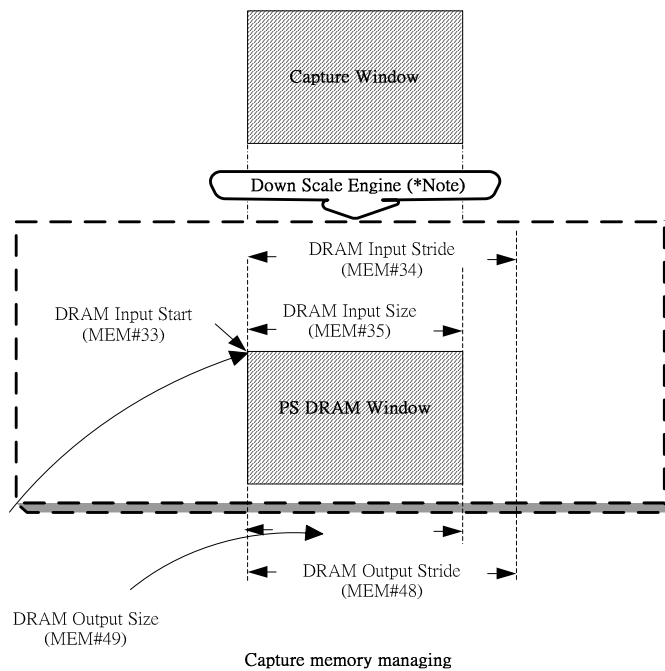 Capture Window
Down Scale Engine (*Note)
DRAM Input Stride
(MEM#34)
DRAM Input Start
(MEM#33)
DRAM Input Size
(MEM#35)
PS DRAM Window
DRAM Output Stride
(MEM#48)
DRAM Output Size
(MEM#49)
Capture memory managing